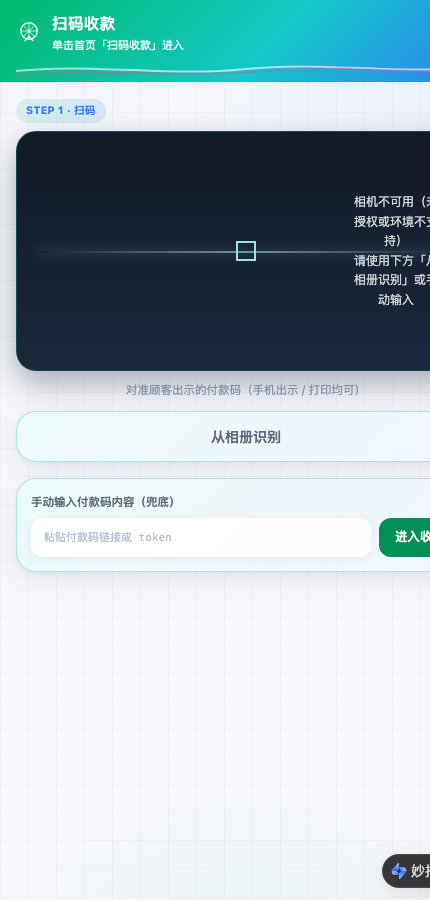 扫码收款
单击首页「扫码收款」进入
STEP 1 · 扫码
相机不可用（
授权或环境不支
持）
请使用下方「从
相册识别」或手
动输入
对准顾客出示的付款码（手机出示 / 打印均可）
从相册识别
手动输入付款码内容（兜底）
粘贴付款码链接或 token
进入收
妙